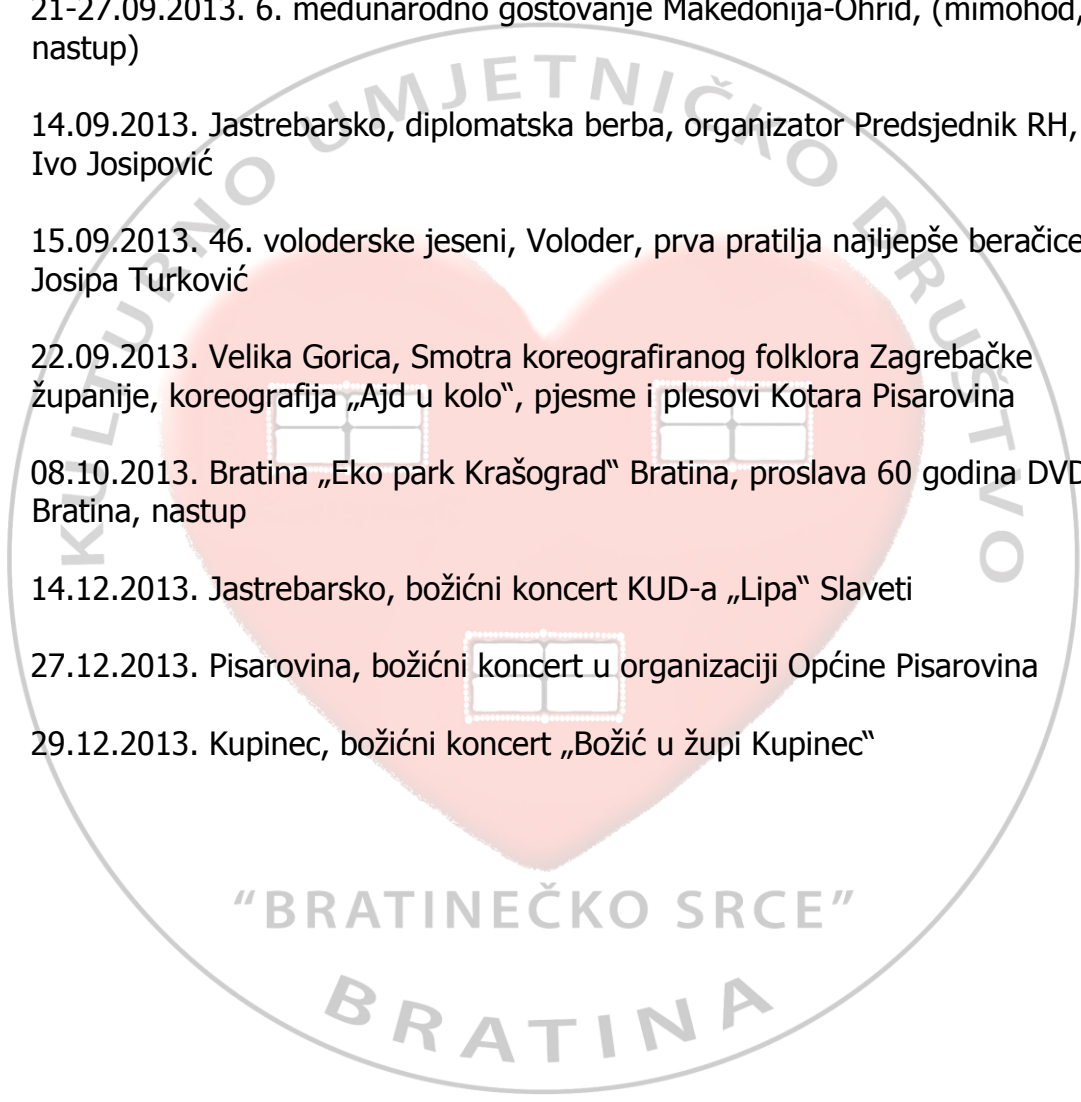 21-27.09.2013. 6. međunarodno gostovanje Makedonija-Ohrid, (mimohod,
nastup)
14.09.2013. Jastrebarsko, diplomatska berba, organizator Predsjednik RH,
Ivo Josipović
15.09.2013. 46. voloderske jeseni, Voloder, prva pratilja najljepše beračice
Josipa Turković
22.09.2013. Velika Gorica, Smotra koreografiranog folklora Zagrebačke
županije, koreografija „Ajd u kolo“, pjesme i plesovi Kotara Pisarovina
08.10.2013. Bratina „Eko park Krašograd“ Bratina, proslava 60 godina DVD
Bratina, nastup
14.12.2013. Jastrebarsko, božićni koncert KUD-a „Lipa“ Slaveti
27.12.2013. Pisarovina, božićni koncert u organizaciji Općine Pisarovina
29.12.2013. Kupinec, božićni koncert „Božić u župi Kupinec“
KULTURNO UMJETNIČKO DRUŠTVO
"BRATINEČKO SRCE"
BRATINA